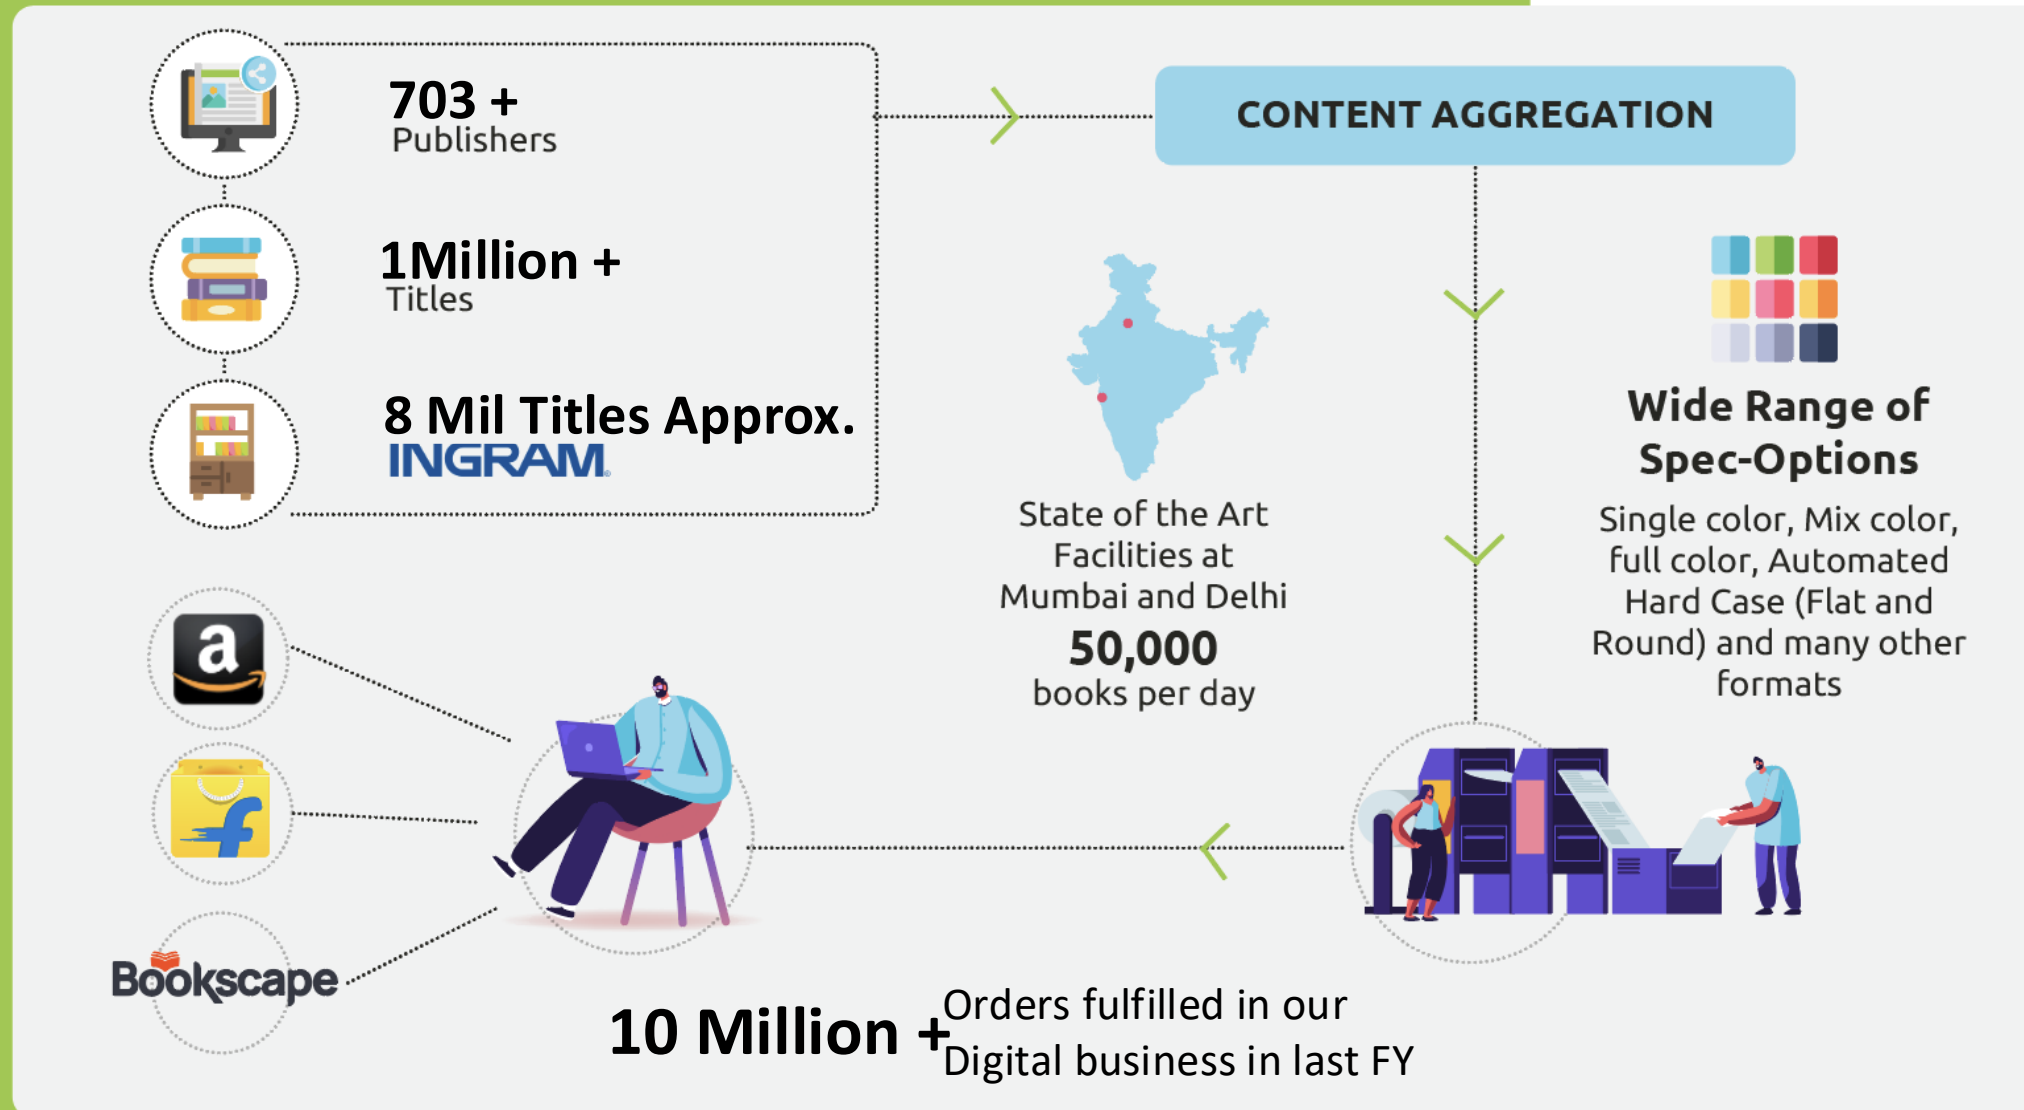 703 +
Publishers
1Million +
Titles
8 Mil Titles Approx.
INGRAM®
CONTENT AGGREGATION
State of the Art
Facilities at
Mumbai and Delhi
50,000
books per day
Wide Range of
Spec-Options
Single color, Mix color,
full color, Automated
Hard Case (Flat and
Round) and many other
formats
a
f
Bookscape
10 Million +
Orders fulfilled in our
Digital business in last FY